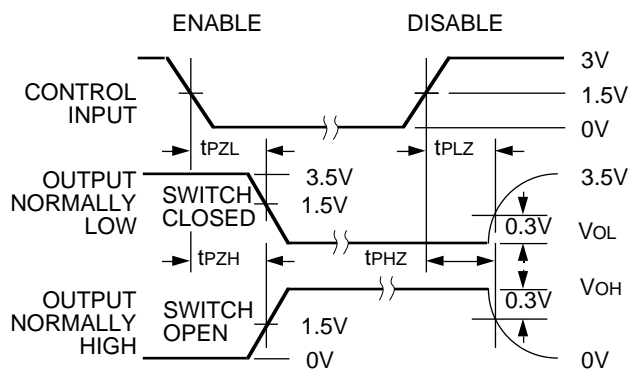 ENABLE DISABLE
3V
CONTROL INPUT
1.5V
0V
tPZL tPLZ
OUTPUT NORMALLY LOW
SWITCH CLOSED
3.5V 3.5V
1.5V
0.3V VOL
tPZH tPHZ
VOH
0.3V
OUTPUT NORMALLY HIGH
SWITCH OPEN
1.5V
0V 0V